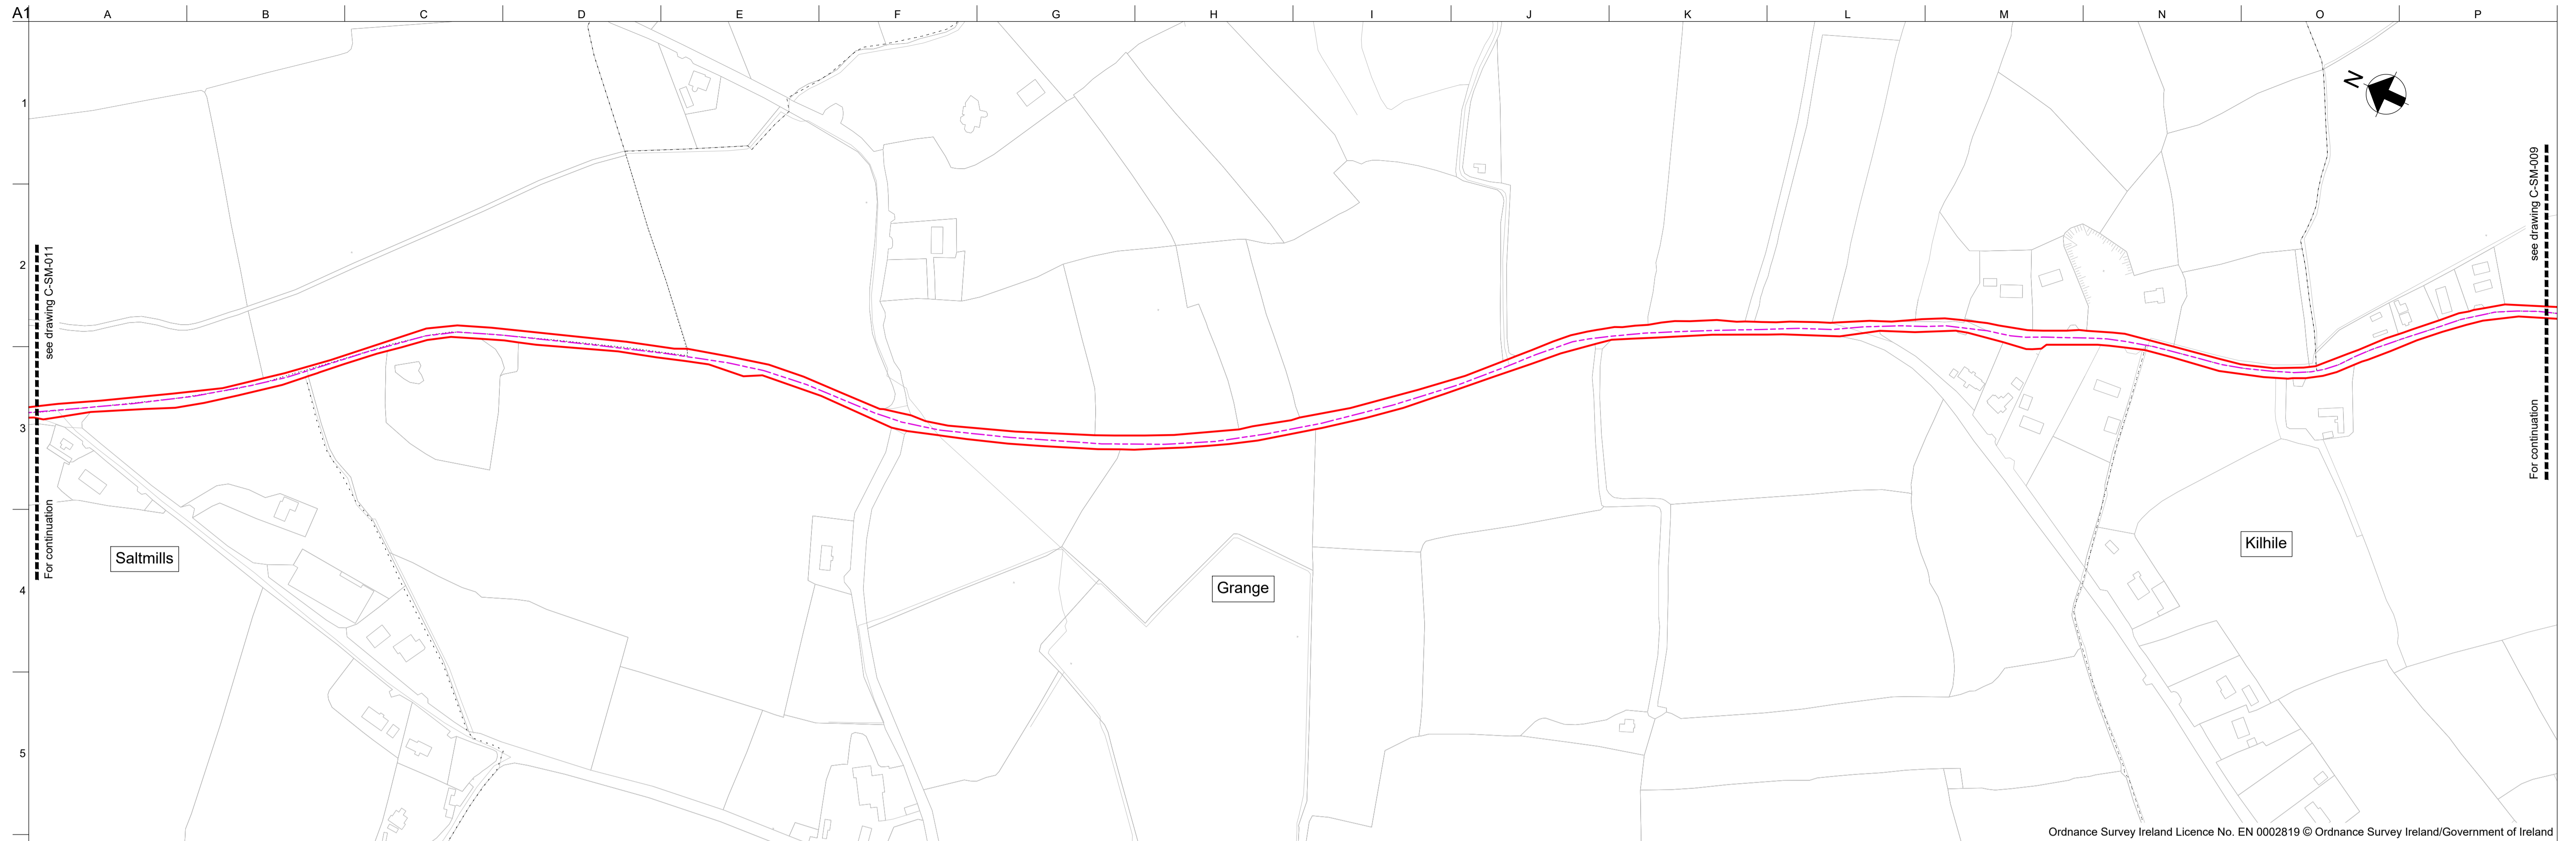 A1
A B C D E F G H I J K L M N O P
1
2
3
4
5
N
For continuation see drawing C-SM-011
For continuation see drawing C-SM-009
Saltmills
Grange
Kilhile
Ordnance Survey Ireland Licence No. EN 0002819 © Ordnance Survey Ireland/Government of Ireland